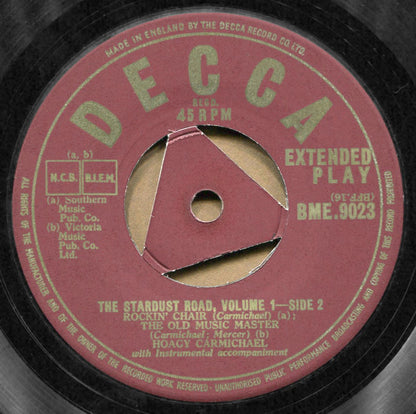 MADE IN ENGLAND BY THE DECCA RECORD CO. LTD.
DECCA
REGD.
45 RPM
(a, b)
N.C.B. B.I.E.M.
(a) Southern
Music
Pub. Co.
(b) Victoria
Music
Pub. Co.
Ltd.
EXTENDED
PLAY
(BFF.16)
BME.9023
THE STARDUST ROAD, VOLUME 1—SIDE 2
ROCKIN' CHAIR (Carmichael) (a);
THE OLD MUSIC MASTER
(Carmichael; Mercer) (b)
HOAGY CARMICHAEL
with Instrumental accompaniment
ALL RIGHTS OF THE MANUFACTURER AND OF THE OWNER OF THE RECORDED WORK RESERVED - UNAUTHORISED PUBLIC PERFORMANCE, BROADCASTING AND COPYING OF THIS RECORD PROHIBITED